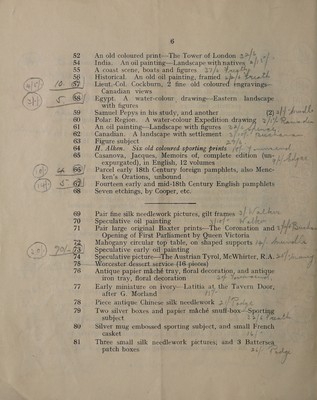 6
52 An old coloured print—The Tower of London
54 India. An oil painting—Landscape with natives
55 A coast scene, boats and figures
56 Historical. An old oil painting, framed
10 57 Lieut.-Col. Cockburn, 2 fine old coloured engravings—
Canadian views
5 58 Egypt. A water-colour drawing—Eastern landscape
with figures
59 Samuel Pepys in his study; and another (2)
60 Polar Region. A water-colour Expedition drawing
61 An oil painting—Landscape with figures
62 Canadian. A landscape with settlement
63 Figure subject
64 H. Alken. Six old coloured sporting prints
65 Casanova, Jacques, Memoirs of, complete edition (un-
expurgated), in English, 12 volumes
66 Parcel early 18th Century foreign pamphlets, also Menc-
ken's Orations, unbound
67 Fourteen early and mid-18th Century English pamphlets
68 Seven etchings, by Cooper, etc.
69 Pair fine silk needlework pictures, gilt frames
70 Speculative oil painting
71 Pair large original Baxter prints—The Coronation and
Opening of First Parliament by Queen Victoria
72 Mahogany circular top table, on shaped supports
73 Speculative early oil painting
74 Speculative picture—The Austrian Tyrol, McWhirter, R.A.
75 Worcester dessert service (16 pieces)
76 Antique papier mâché tray, floral decoration, and antique
iron tray, floral decoration
77 Early miniature on ivory—Latitia at the Tavern Door,
after G. Morland
78 Piece antique Chinese silk needlework
79 Two silver boxes and papier mâché snuff-box—Sporting
subject
80 Silver mug embossed sporting subject, and small French
casket
81 Three small silk needlework pictures; and 3 Battersea
patch boxes